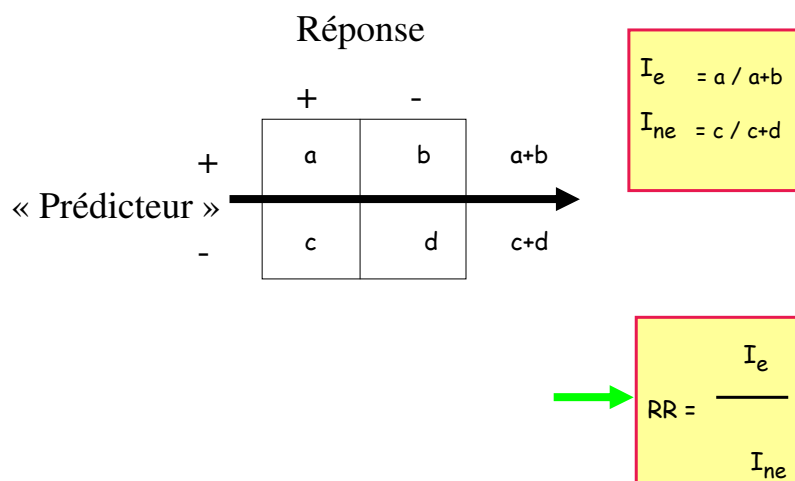 Réponse
+ -
+ a b a+b
« Prédicteur »
- c d c+d
Ie = a / a+b
Ine = c / c+d
Ie
RR =
Ine